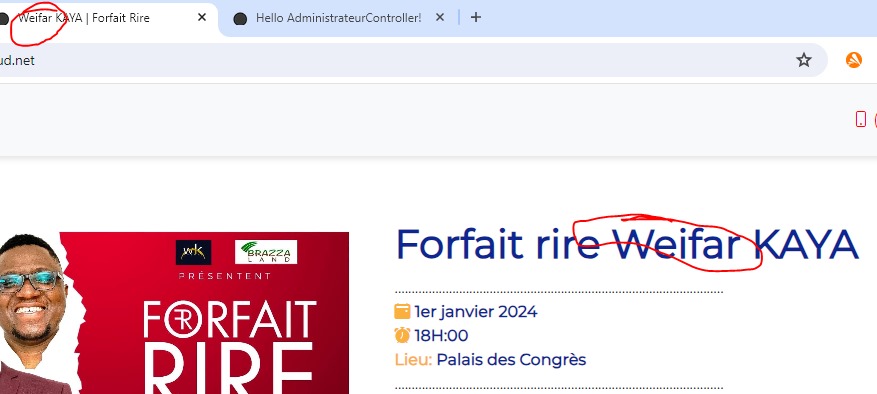 Weifar KAYA | Forfait Rire
Hello AdministrateurController!
ud.net
Forfait rire Weifar KAYA
wk
BRAZZA
LAND
PRÉSENTENT
FORFAIT
RIRE
1er janvier 2024
18H:00
Lieu: Palais des Congrès